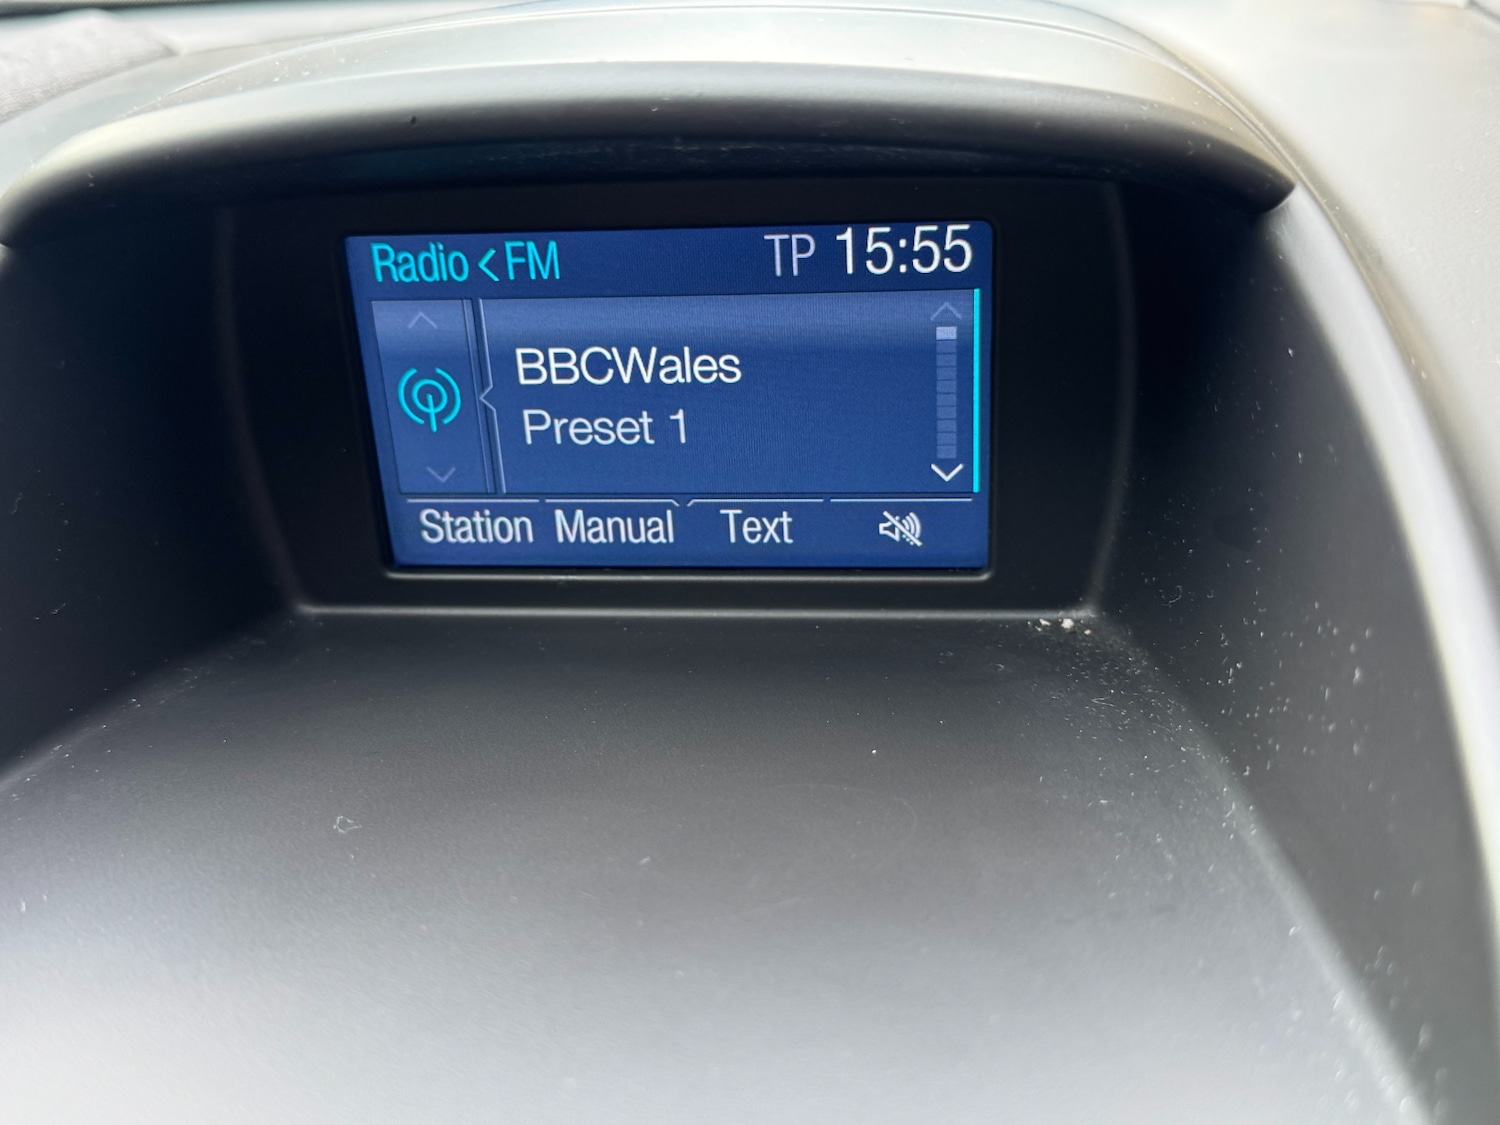 Radio < FM TP 15:55
BBCWales
Preset 1
Station Manual Text